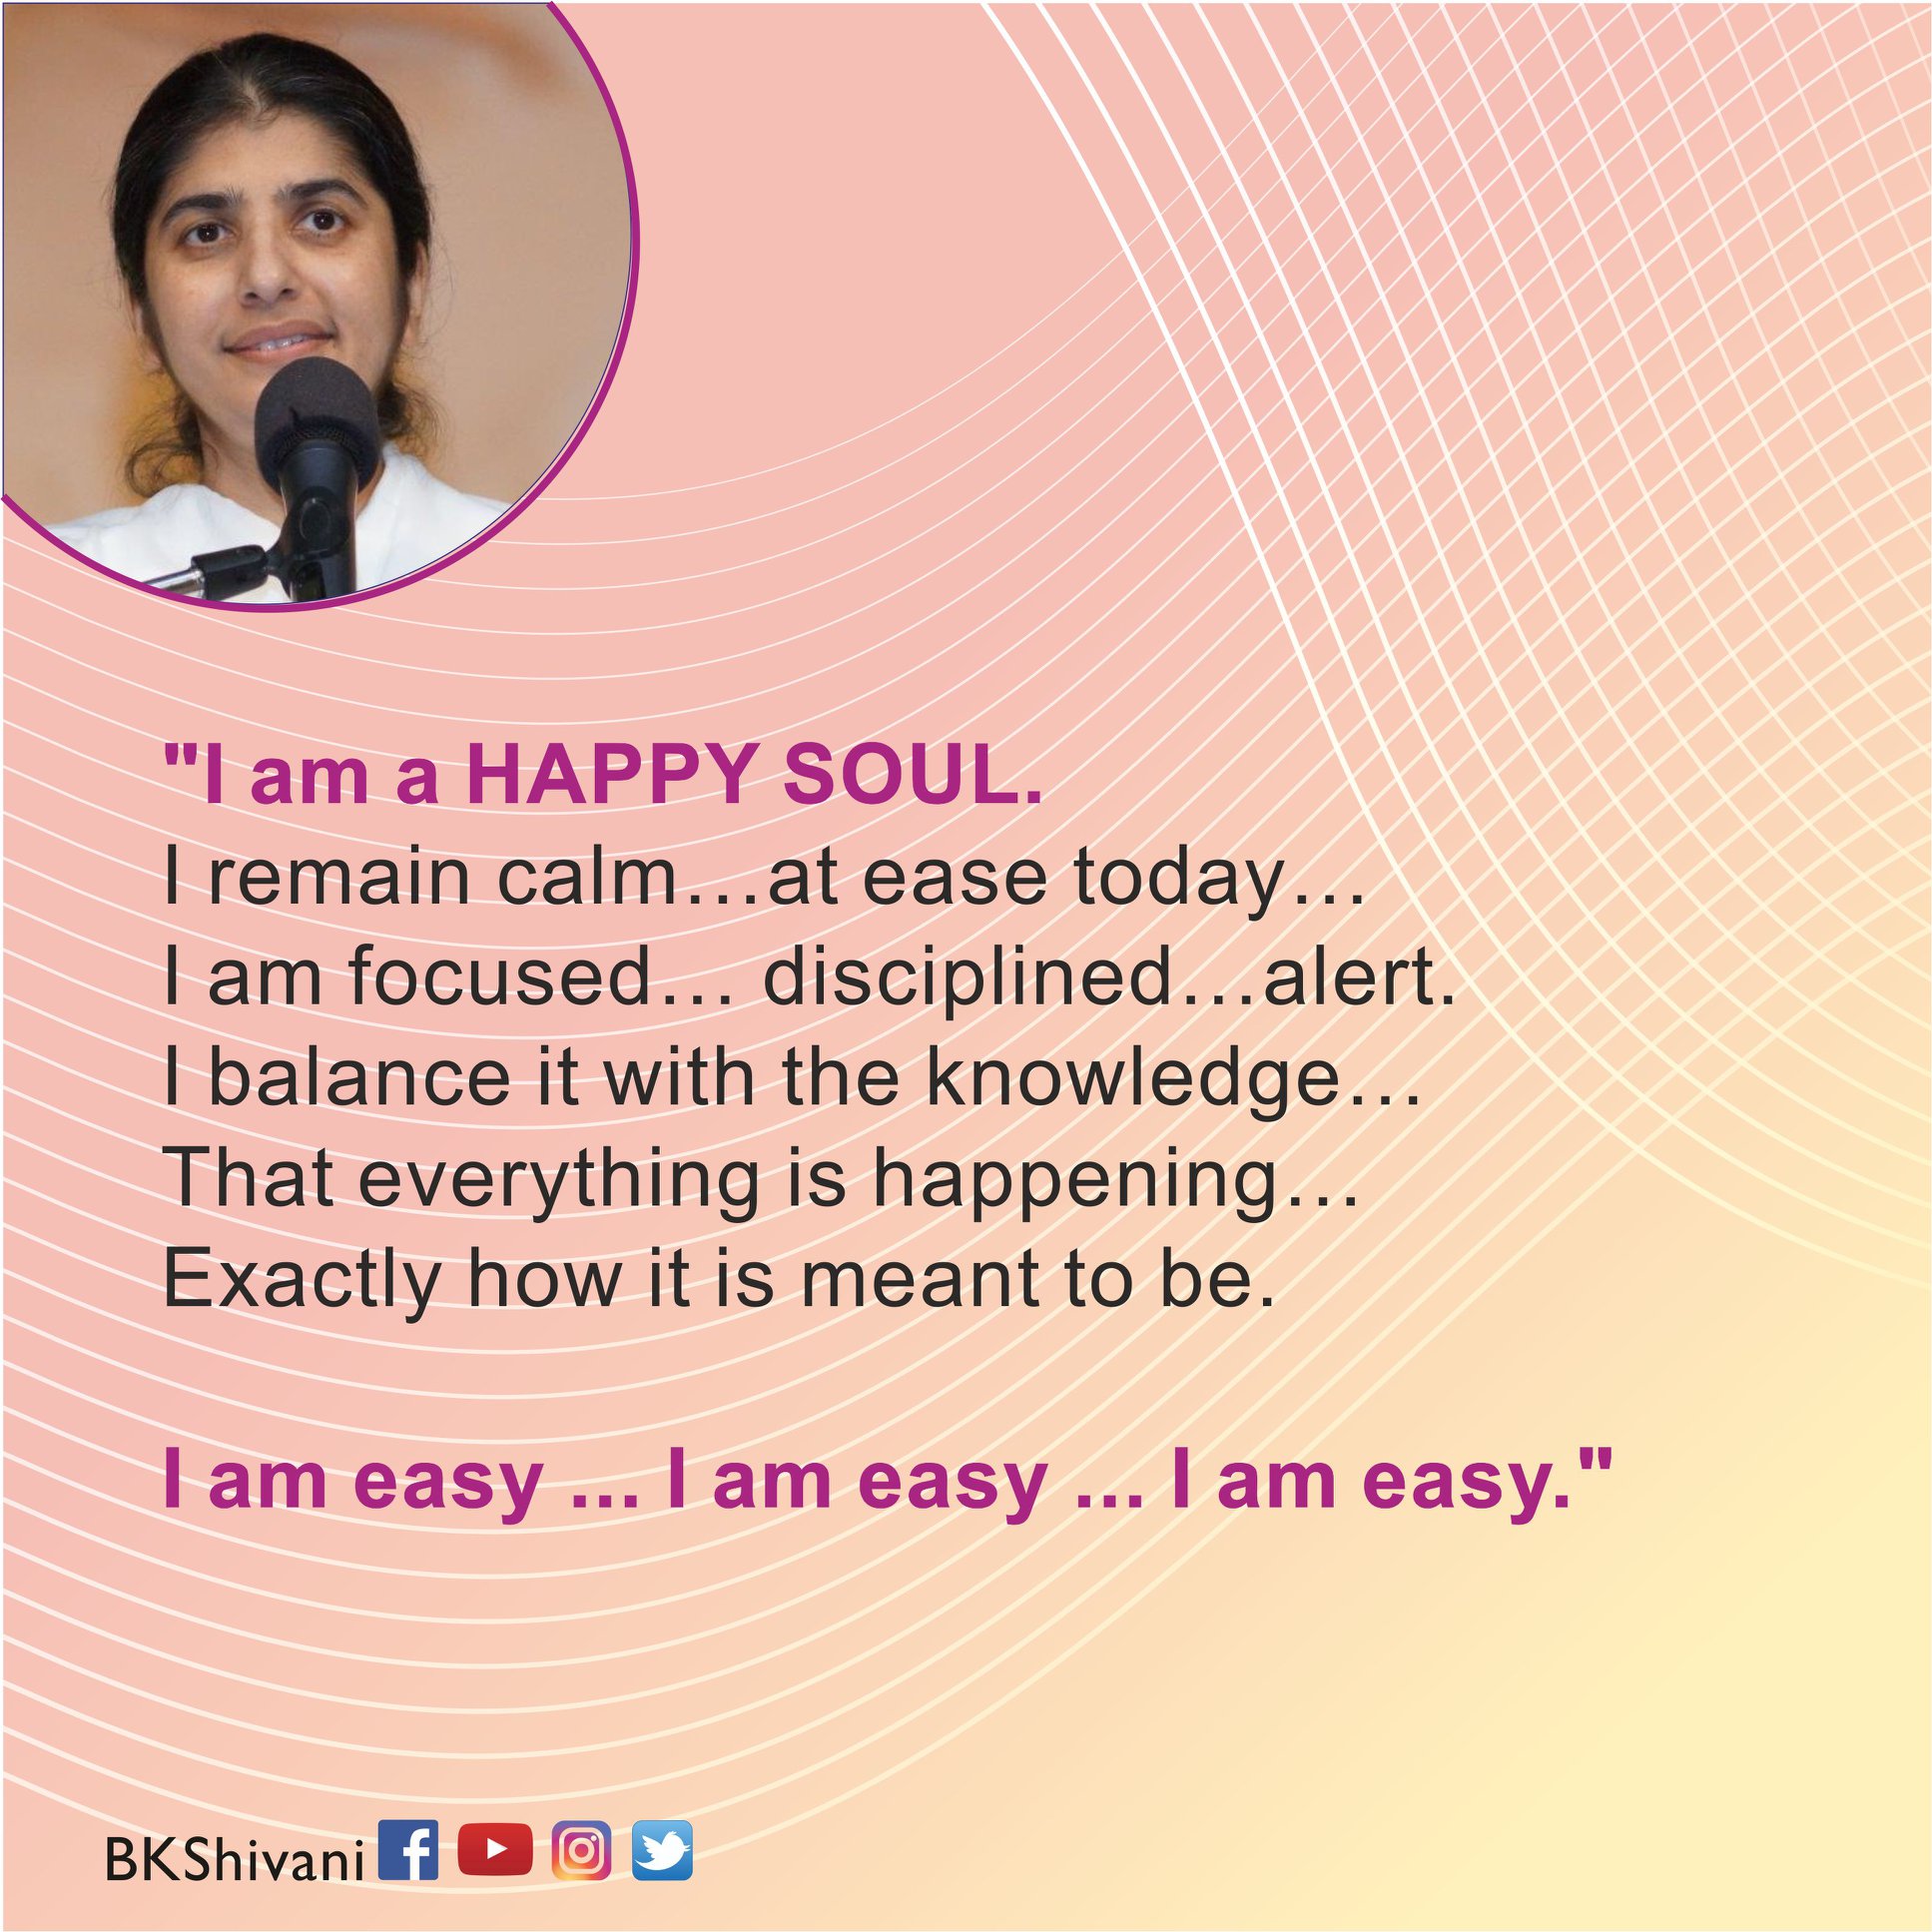 "I am a HAPPY SOUL.
I remain calm...at ease today...
I am focused... disciplined...alert.
I balance it with the knowledge...
That everything is happening...
Exactly how it is meant to be.
I am easy ... I am easy ... I am easy."
BKShivani